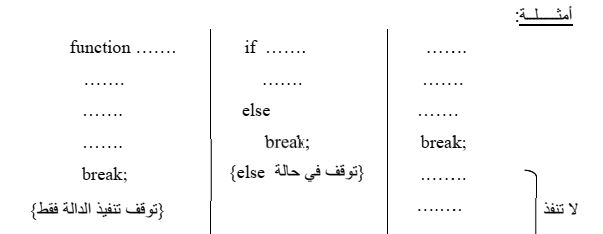 أمثـــلـــة:
function …….
…….
…….
…….
break;
{توقف تنفيذ الدالة فقط}
if …….
…….
else
break;
{توقف في حالة else}
…….
…….
…….
break;
……..
……..
لا تنفذ